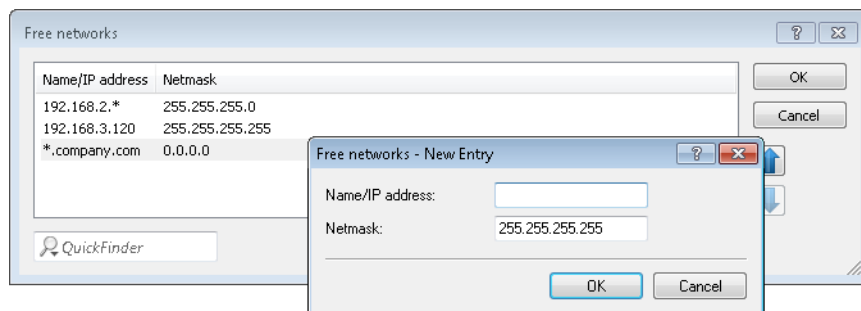 Free networks
Name/IP address Netmask
192.168.2.* 255.255.255.0
192.168.3.120 255.255.255.255
*.company.com 0.0.0.0
QuickFinder
OK
Cancel
Free networks - New Entry
Name/IP address:
Netmask: 255.255.255.255
OK Cancel